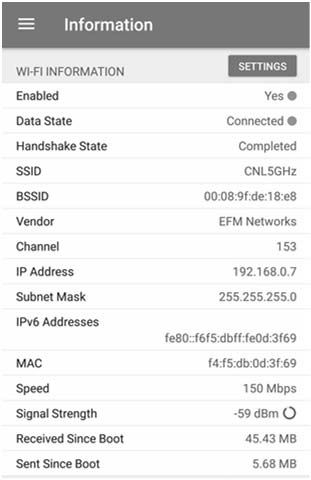 Information
WI-FI INFORMATION SETTINGS
Enabled Yes
Data State Connected
Handshake State Completed
SSID CNL5GHz
BSSID 00:08:9f:de:18:e8
Vendor EFM Networks
Channel 153
IP Address 192.168.0.7
Subnet Mask 255.255.255.0
IPv6 Addresses
fe80::f6f5:dbff:fe0d:3f69
MAC f4:f5:db:0d:3f:69
Speed 150 Mbps
Signal Strength -59 dBm
Received Since Boot 45.43 MB
Sent Since Boot 5.68 MB